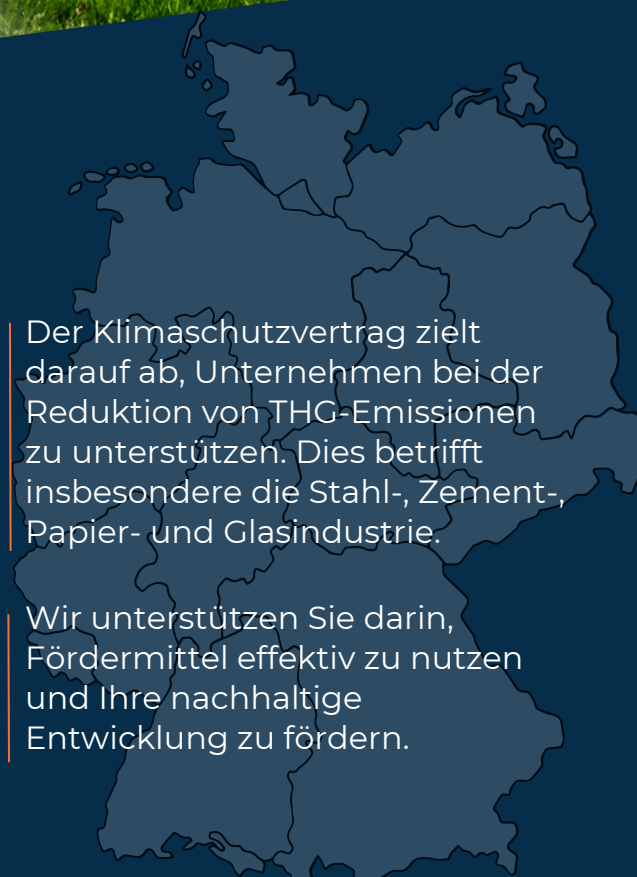 Der Klimaschutzvertrag zielt
darauf ab, Unternehmen bei der
Reduktion von THG-Emissionen
zu unterstützen. Dies betrifft
insbesondere die Stahl-, Zement-,
Papier- und Glasindustrie.
Wir unterstützen Sie darin,
Fördermittel effektiv zu nutzen
und Ihre nachhaltige
Entwicklung zu fördern.